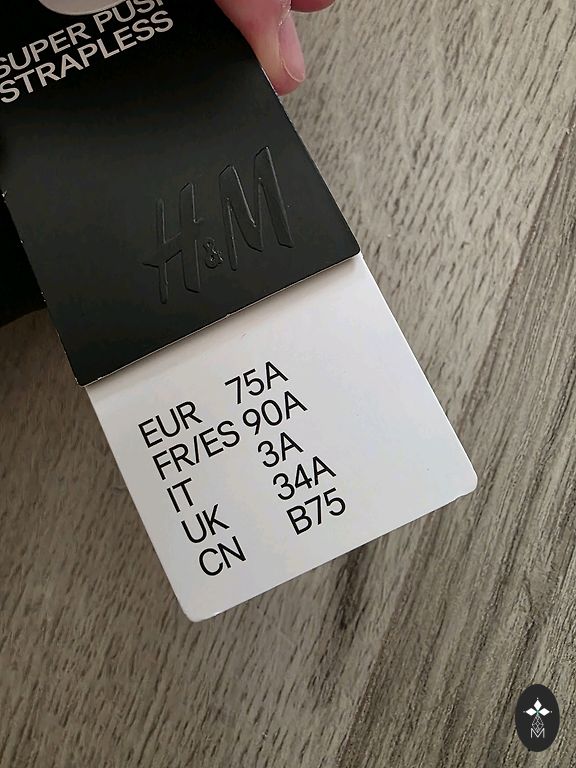 SUPER PUSH
STRAPLESS
H&M
EUR 75A
FR/ES 90A
IT 3A
UK 34A
CN B75
M